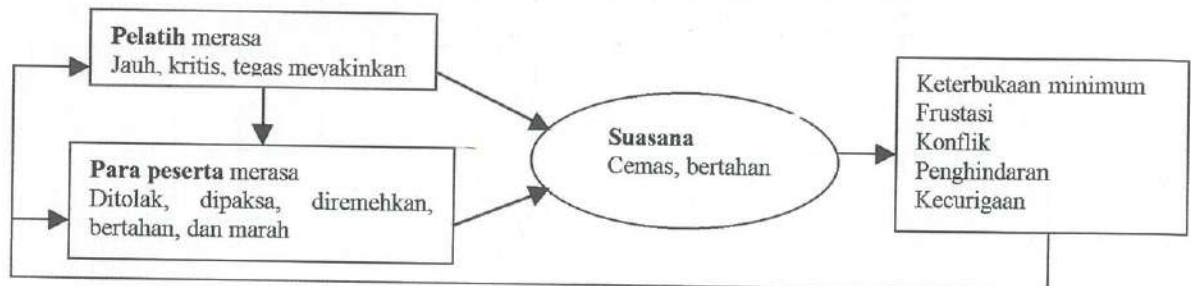 Pelatih merasa
Jauh, kritis, tegas meyakinkan
Para peserta merasa
Ditolak, dipaksa, diremehkan,
bertahan, dan marah
Suasana
Cemas, bertahan
Keterbukaan minimum
Frustasi
Konflik
Penghindaran
Kecurigaan